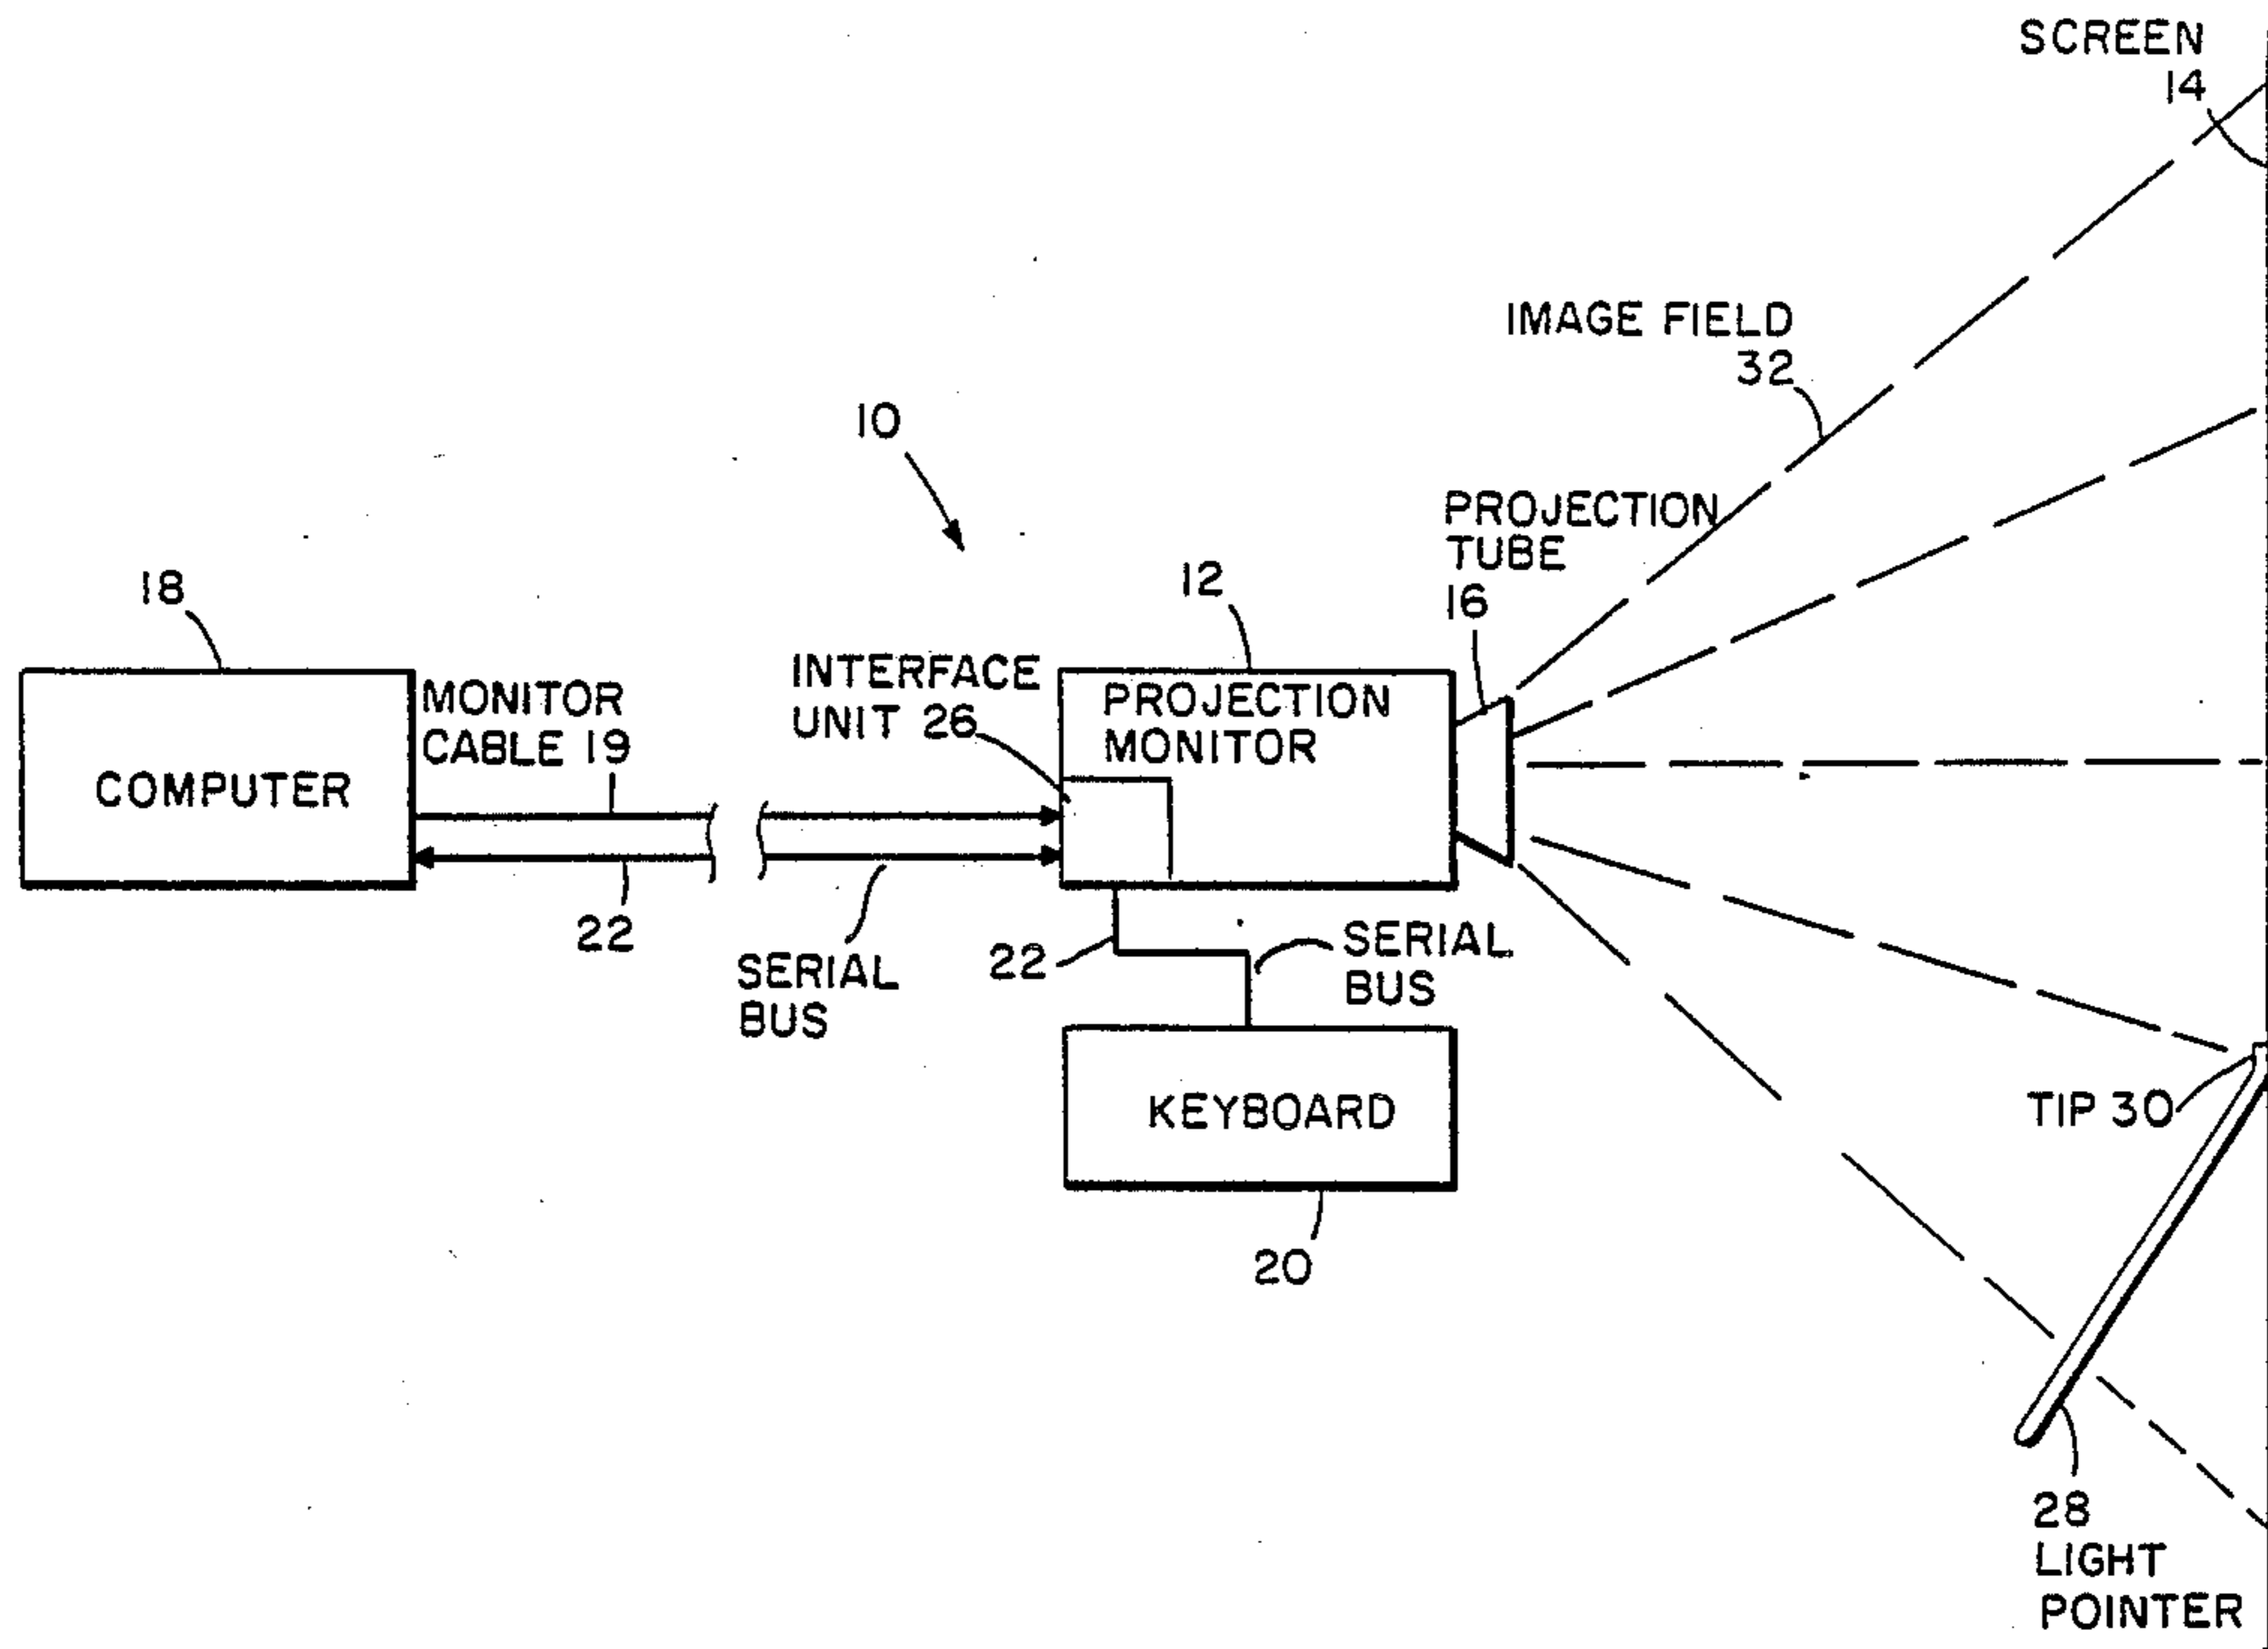 SCREEN
14
IMAGE FIELD
32
10
PROJECTION
TUBE
16
18
12
INTERFACE
UNIT 26
MONITOR
CABLE 19
PROJECTION
MONITOR
COMPUTER
22
SERIAL
BUS
22
SERIAL
BUS
KEYBOARD
20
TIP 30
28
LIGHT
POINTER